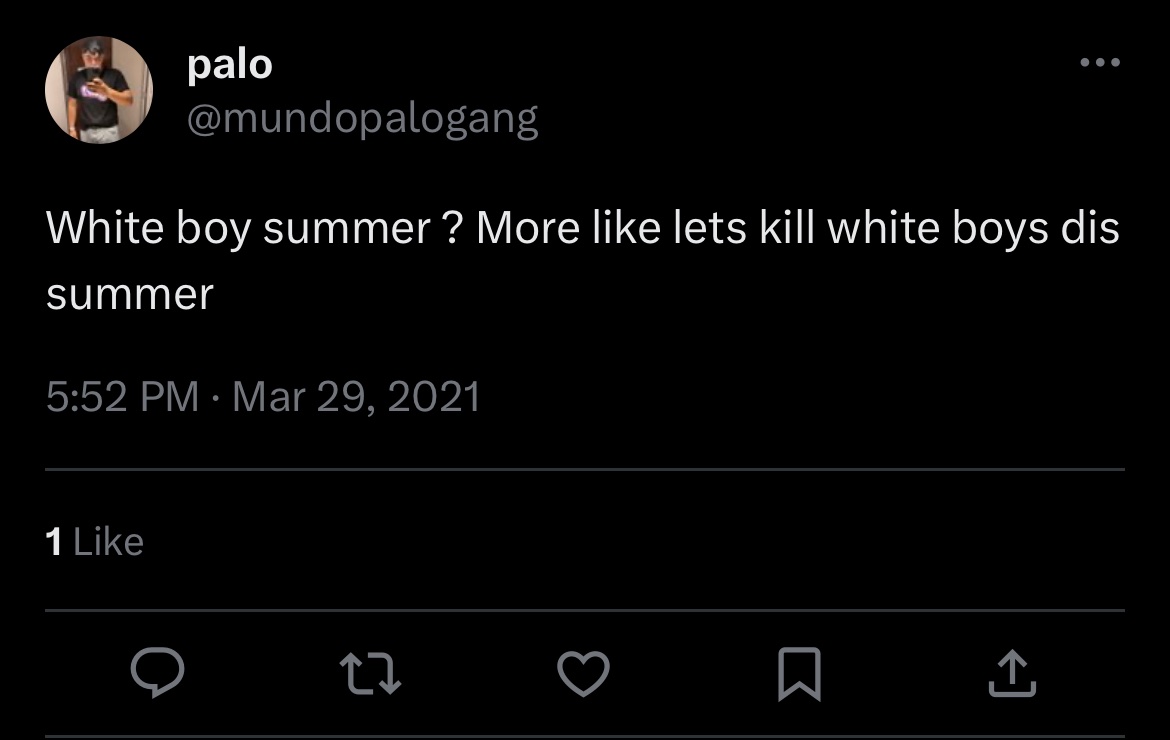 palo
@mundopalogang
White boy summer ? More like lets kill white boys dis
summer
5:52 PM · Mar 29, 2021
1 Like